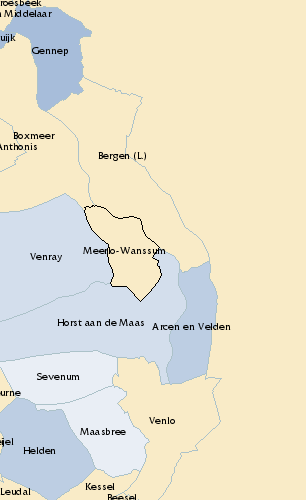 roesbeek
n Middelaar
uijk
Gennep
Boxmeer
Anthonis
Bergen (L)
Meerlo-Wanssum
Venray
Horst aan de Maas
Arcen en Velden
Sevenum
urne
Venlo
Maasbree
ijel
Helden
Kessel
Leudal
Beesel